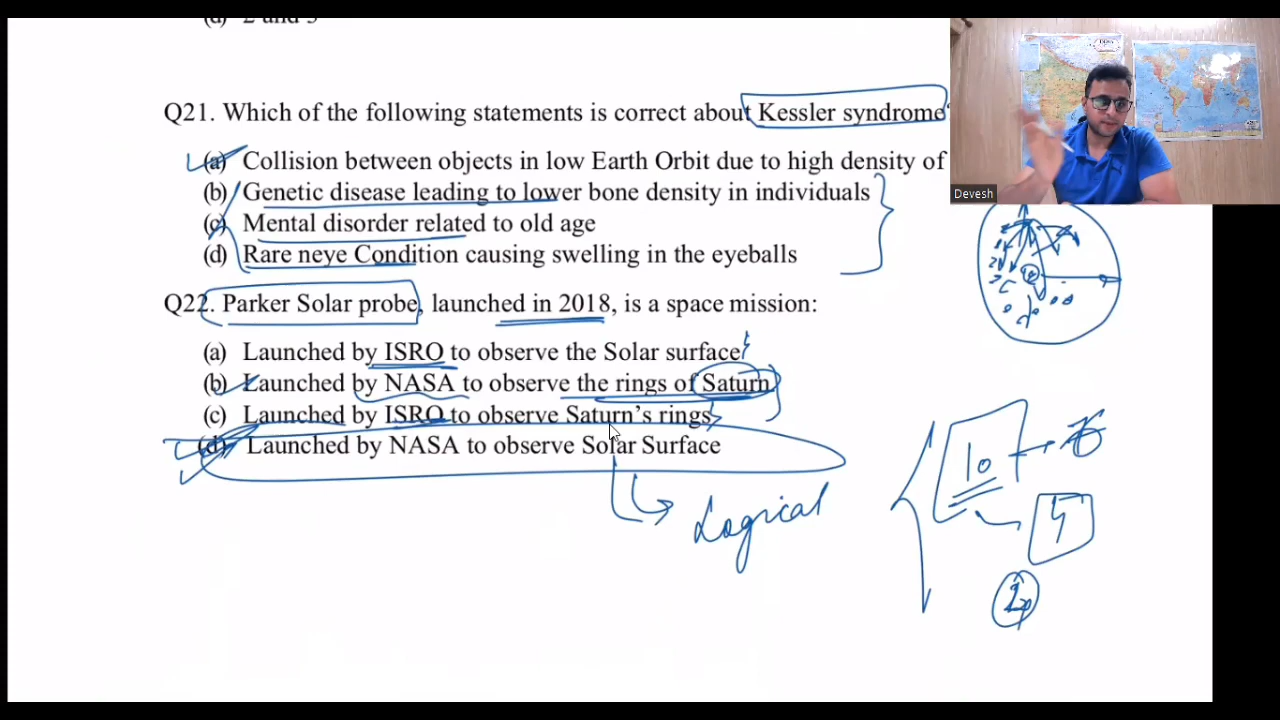 Q21. Which of the following statements is correct about Kessler syndrome
(a) Collision between objects in low Earth Orbit due to high density of
(b) Genetic disease leading to lower bone density in individuals
(c) Mental disorder related to old age
(d) Rare neye Condition causing swelling in the eyeballs
Q22. Parker Solar probe, launched in 2018, is a space mission:
(a) Launched by ISRO to observe the Solar surface
(b) Launched by NASA to observe the rings of Saturn
(c) Launched by ISRO to observe Saturn's rings
(d) Launched by NASA to observe Solar Surface
Logical
10
Devesh